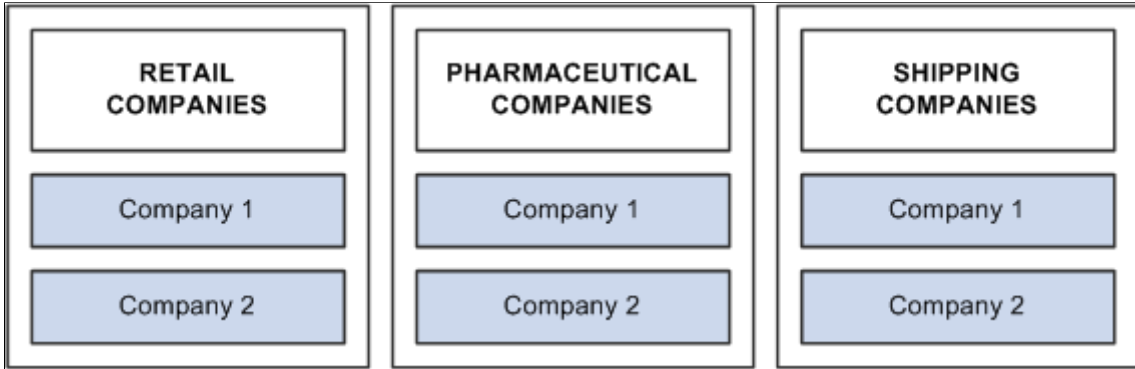 RETAIL
COMPANIES
Company 1
Company 2
PHARMACEUTICAL
COMPANIES
Company 1
Company 2
SHIPPING
COMPANIES
Company 1
Company 2